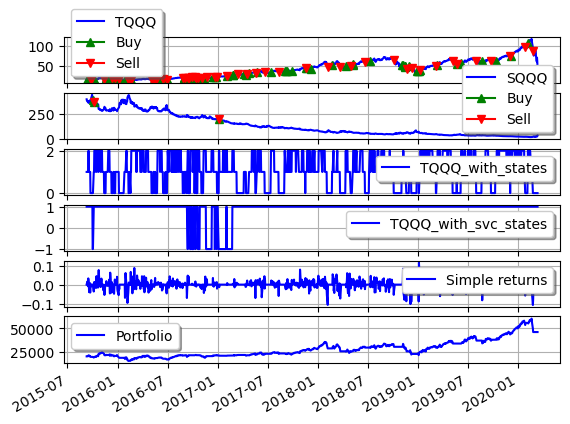 TQQQ
Buy
Sell
100
50
SQQQ
Buy
Sell
250
0
2
TQQQ_with_states
0
1
TQQQ_with_svc_states
0
−1
0.1
Simple returns
0.0
−0.1
Portfolio
50000
25000
2015-07
2016-01
2016-07
2017-01
2017-07
2018-01
2018-07
2019-01
2019-07
2020-01